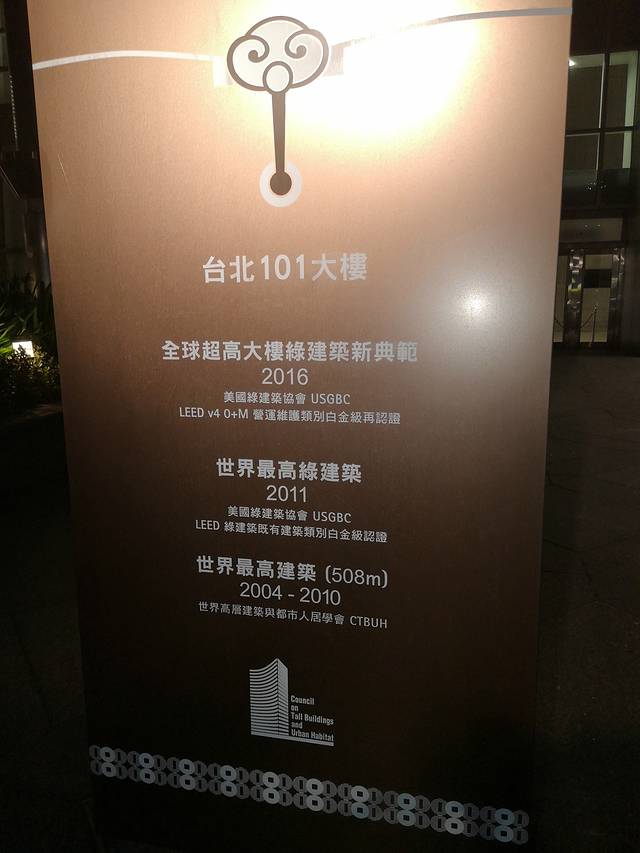 台北101大樓
全球超高大樓綠建築新典範
2016
美國綠建築協會 USGBC
LEED v4 O+M 營運維護類別白金級再認證
世界最高綠建築
2011
美國綠建築協會 USGBC
LEED 綠建築既有建築類別白金級認證
世界最高建築 (508m)
2004 - 2010
世界高層建築與都市人居學會 CTBUH
Council
on
Tall Buildings
and
Urban Habitat